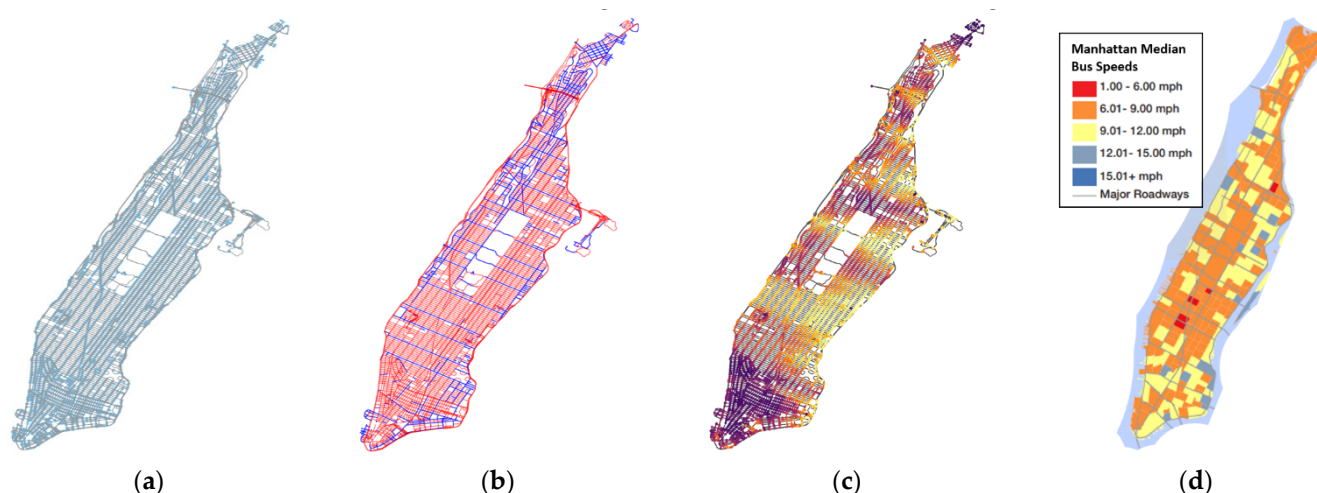 Manhattan Median
Bus Speeds
1.00 - 6.00 mph
6.01- 9.00 mph
9.01- 12.00 mph
12.01- 15.00 mph
15.01+ mph
Major Roadways
(a) (b) (c) (d)